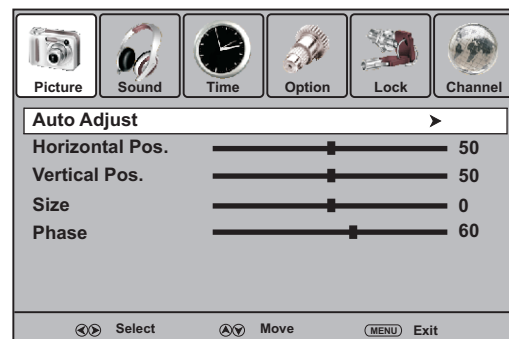 Picture Sound Time Option Lock Channel
Auto Adjust
Horizontal Pos. 50
Vertical Pos. 50
Size 0
Phase 60
Select Move MENU Exit